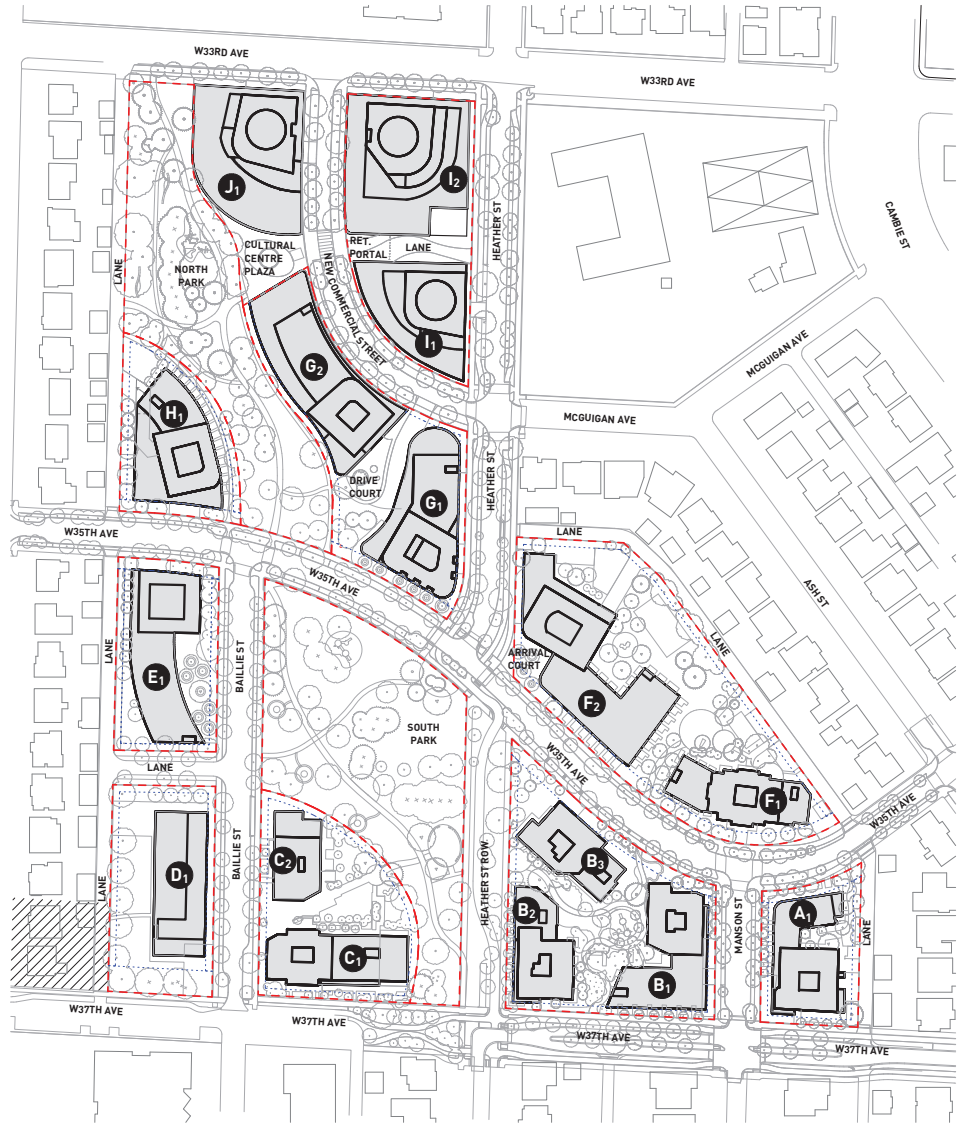 W33RD AVE
W33RD AVE
J1
I2
CAMBIE ST
HEATHER ST
CULTURAL
CENTRE
PLAZA
RET.
PORTAL
LANE
LANE
NORTH
PARK
NEW COMMERCIAL STREET
I1
G2
MCGUIGAN AVE
H1
MCGUIGAN AVE
DRIVE
COURT
HEATHER ST
G1
W35TH AVE
LANE
W35TH AVE
ASH ST
LANE
ARRIVAL
COURT
LANE
BAILLIE ST
E1
F2
SOUTH
PARK
W35TH AVE
LANE
F1
W35TH AVE
BAILLIE ST
C2
B3
D1
LANE
HEATHER ST ROW
B2
MANSON ST
A1
LANE
C1
B1
W37TH AVE
W37TH AVE
W37TH AVE
W37TH AVE